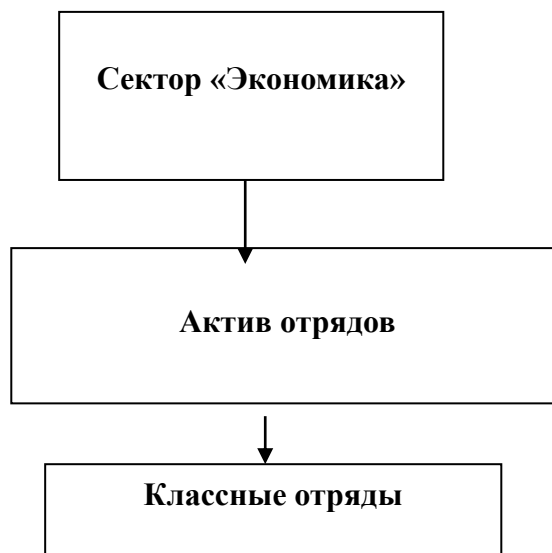 Сектор «Экономика»
Актив отрядов
Классные отряды